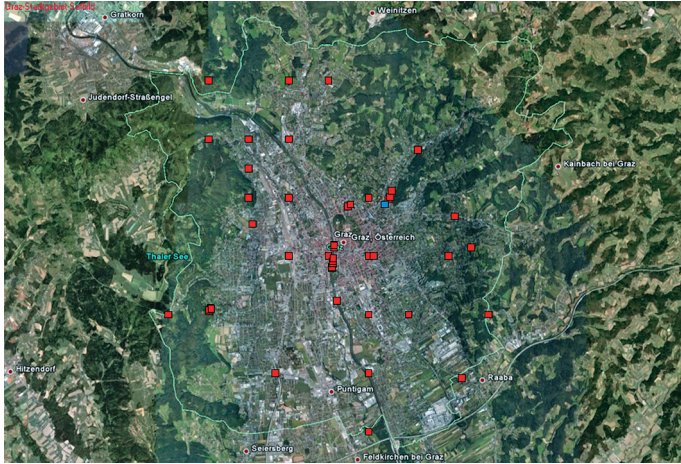 Gratkorn
Weinitzen
Judendorf-Straßengel
Kainbach bei Graz
Graz
Graz, Österreich
Thaler See
Hitzendorf
Raaba
Puntigam
Seiersberg
Feldkirchen bei Graz